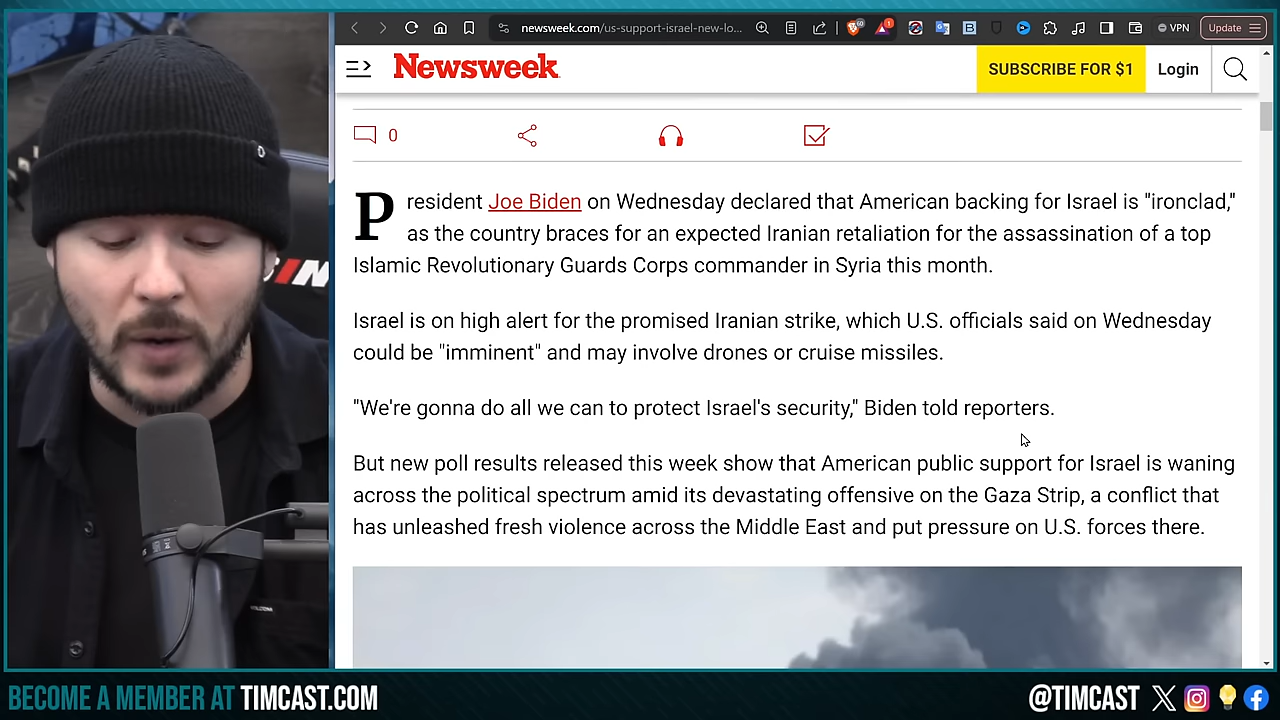 newsweek.com/us-support-israel-new-lo...
60
1
VPN
Update
Newsweek
SUBSCRIBE FOR $1
Login
0
President Joe Biden on Wednesday declared that American backing for Israel is "ironclad,"
as the country braces for an expected Iranian retaliation for the assassination of a top
Islamic Revolutionary Guards Corps commander in Syria this month.
Israel is on high alert for the promised Iranian strike, which U.S. officials said on Wednesday
could be "imminent" and may involve drones or cruise missiles.
"We're gonna do all we can to protect Israel's security," Biden told reporters.
But new poll results released this week show that American public support for Israel is waning
across the political spectrum amid its devastating offensive on the Gaza Strip, a conflict that
has unleashed fresh violence across the Middle East and put pressure on U.S. forces there.
BECOME A MEMBER AT TIMCAST.COM
@TIMCAST